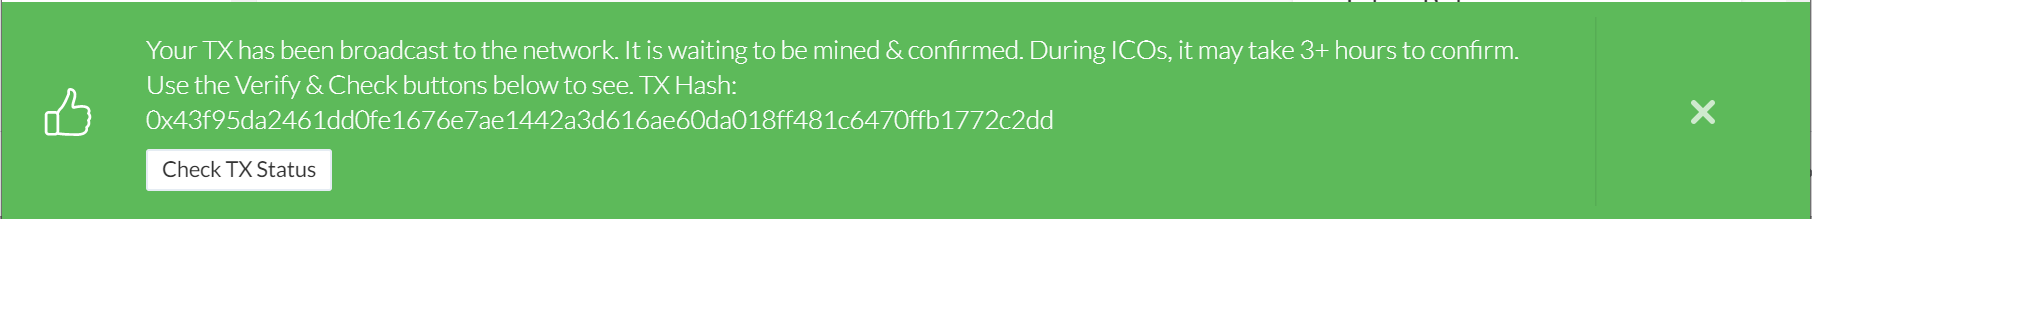 Your TX has been broadcast to the network. It is waiting to be mined & confirmed. During ICOs, it may take 3+ hours to confirm.
Use the Verify & Check buttons below to see. TX Hash:
0x43f95da2461dd0fe1676e7ae1442a3d616ae60da018ff481c6470ffb1772c2dd
Check TX Status